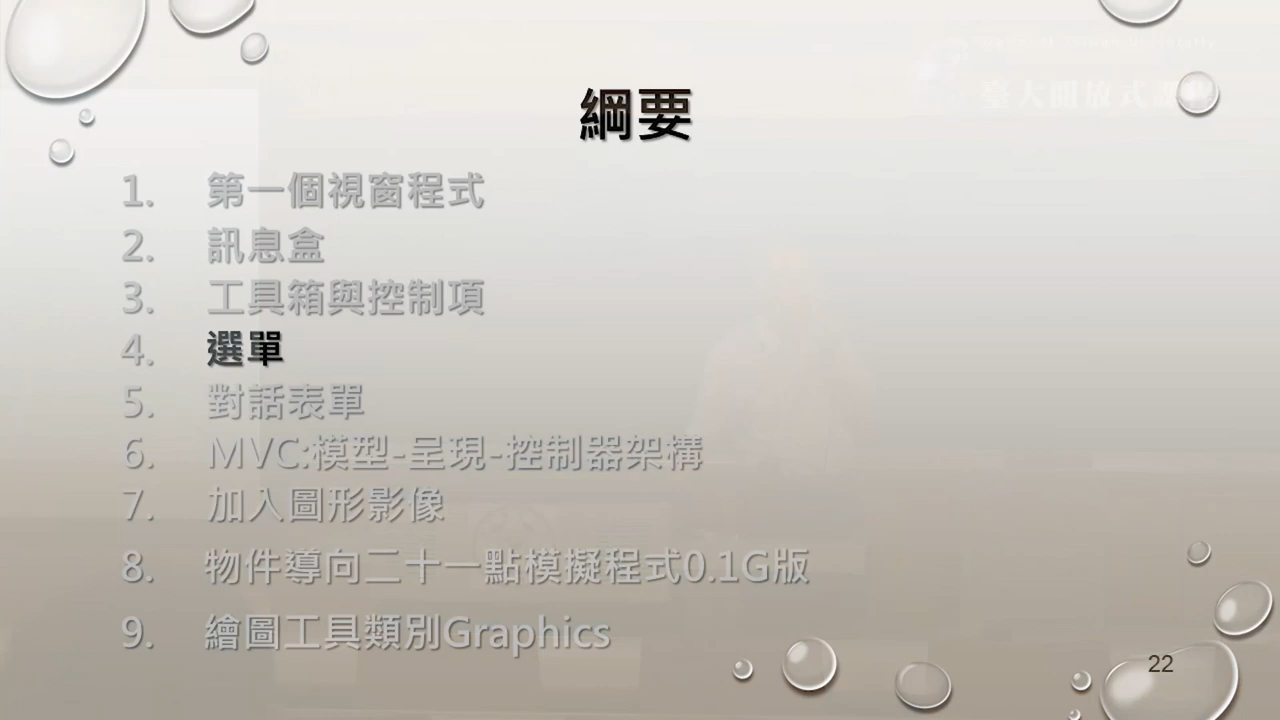 綱要
1. 第一個視窗程式
2. 訊息盒
3. 工具箱與控制項
4. 選單
5. 對話表單
6. MVC:模型-呈現-控制器架構
7. 加入圖形影像
8. 物件導向二十一點模擬程式0.1G版
9. 繪圖工具類別Graphics
22